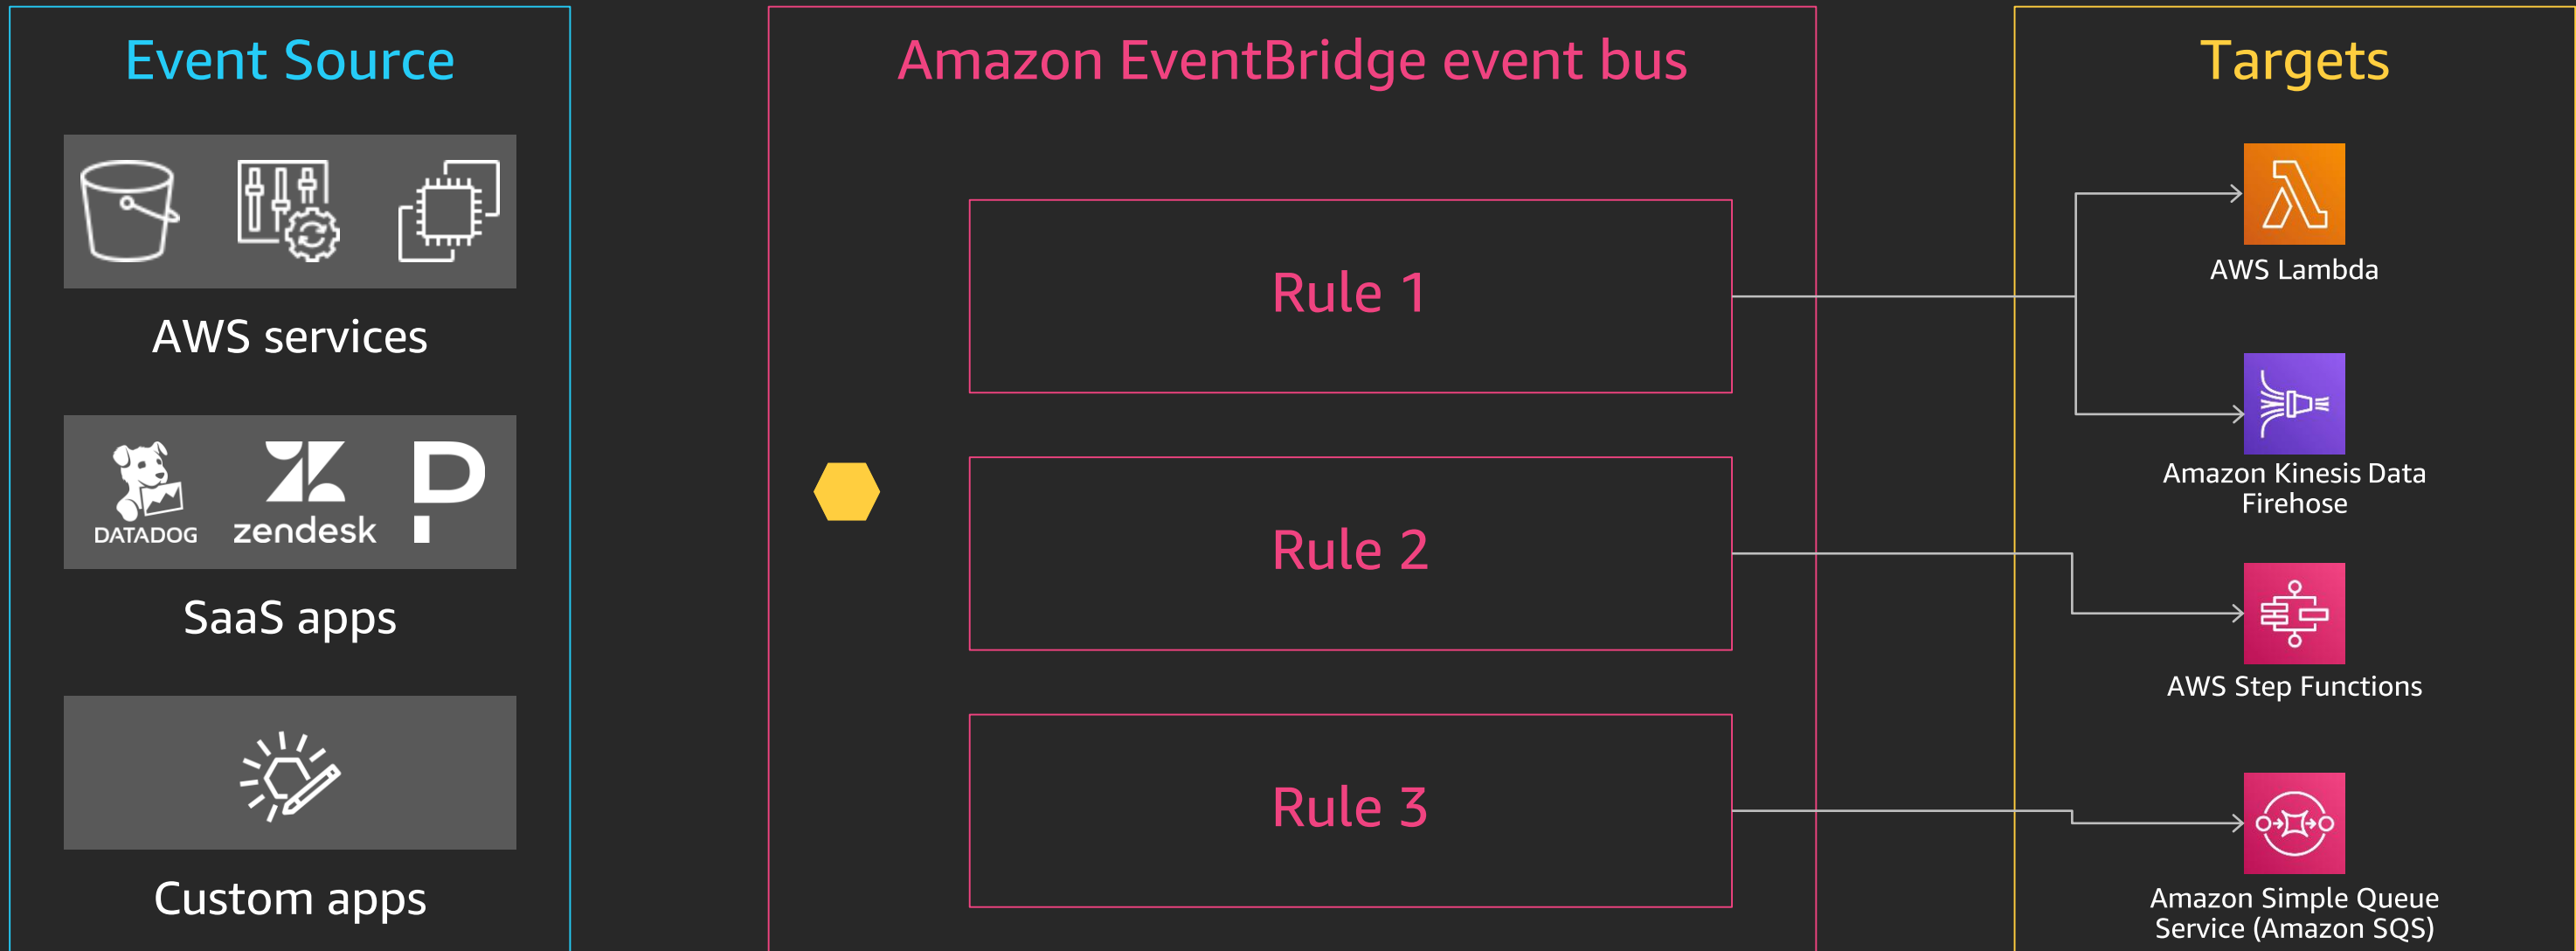 Event Source
AWS services
DATADOG
zendesk
SaaS apps
Custom apps
Amazon EventBridge event bus
Rule 1
Rule 2
Rule 3
Targets
AWS Lambda
Amazon Kinesis Data
Firehose
AWS Step Functions
Amazon Simple Queue
Service (Amazon SQS)